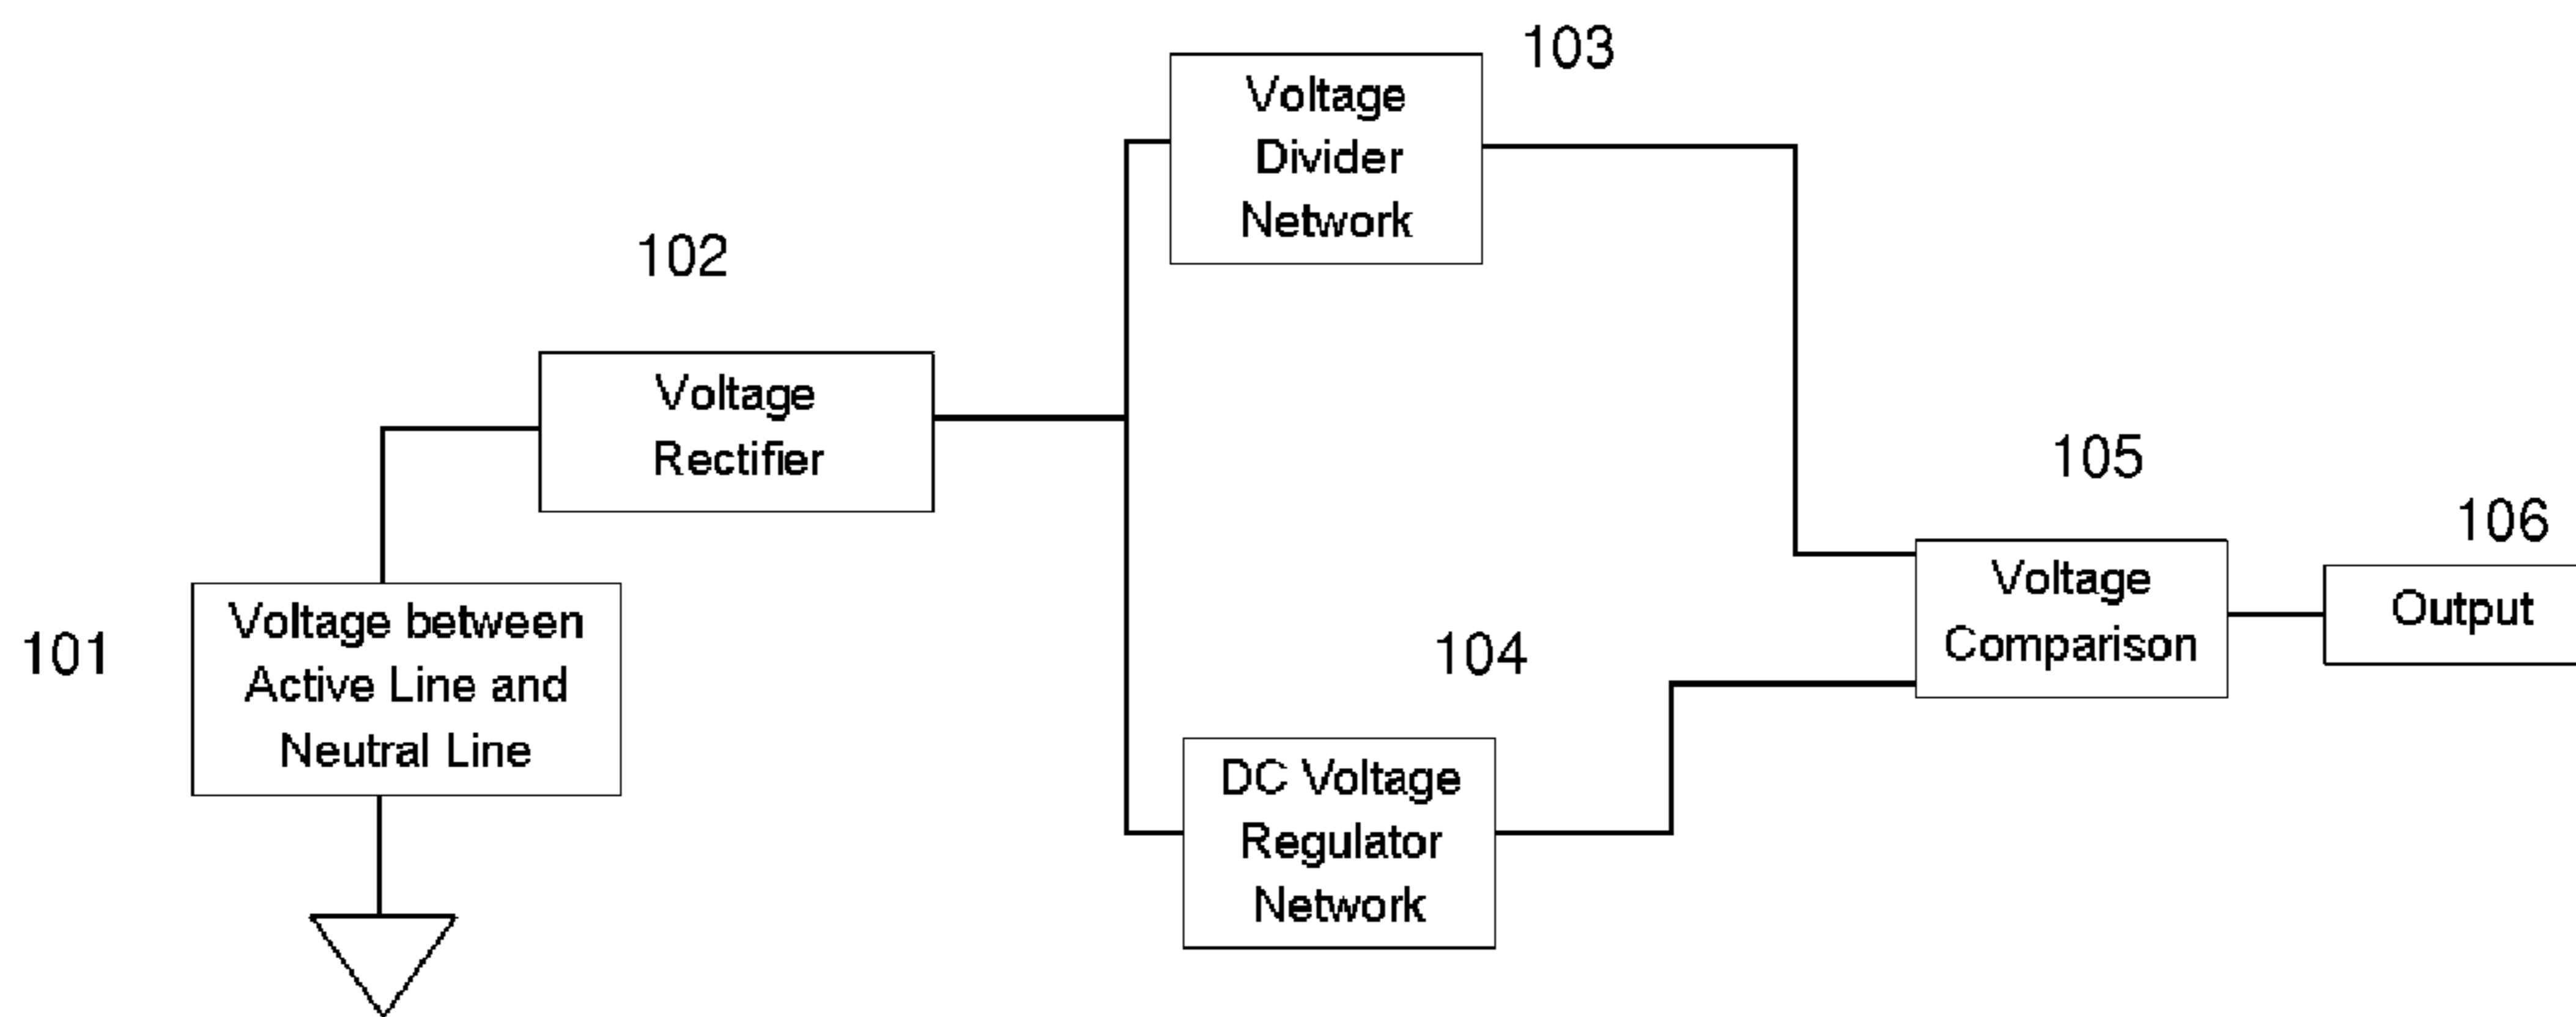 103
Voltage
Divider
Network
102
Voltage
Rectifier
101
Voltage between
Active Line and
Neutral Line
104
DC Voltage
Regulator
Network
105
Voltage
Comparison
106
Output